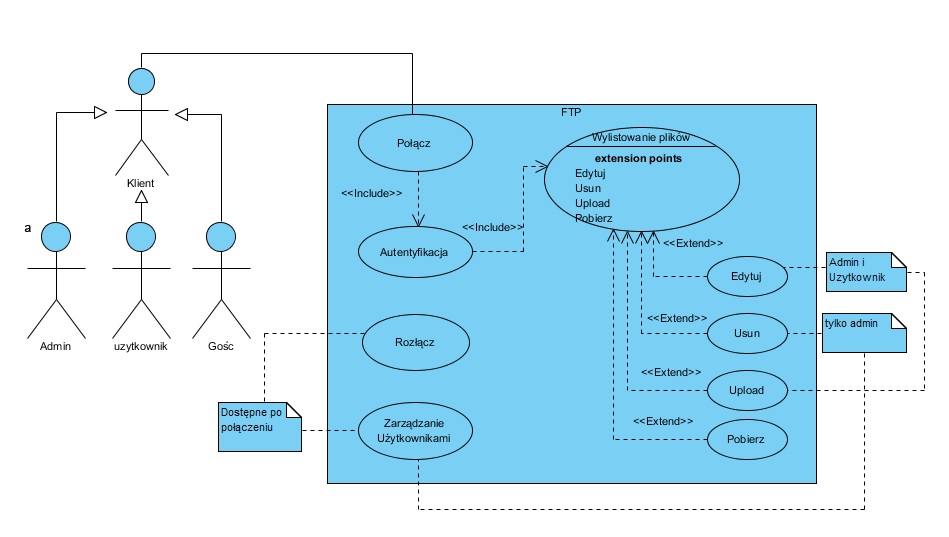 FTP
Połącz
Wylistowanie plików
extension points
Edytuj
Usun
Upload
Pobierz
<<Include>>
Klient
a
<<Include>>
Autentyfikacja
<<Extend>>
Edytuj
Admin i
Uzytkownik
<<Extend>>
Usun
tylko admin
Admin
uzytkownik
Gośc
Rozłącz
<<Extend>>
Upload
Dostępne po
połączeniu
Zarządzanie
Użytkownikami
<<Extend>>
Pobierz